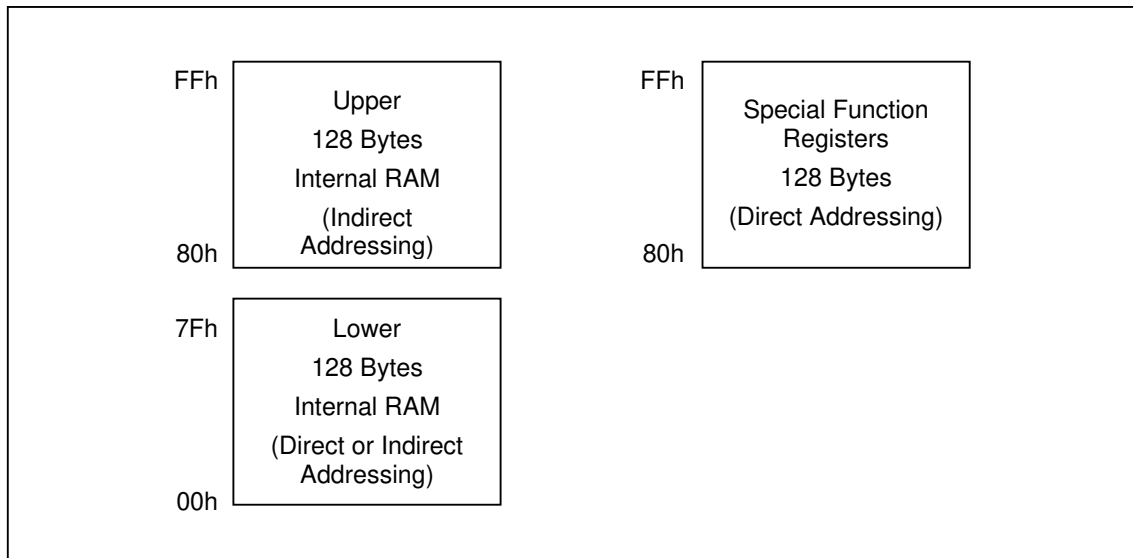 FFh
Upper
128 Bytes
Internal RAM
(Indirect
Addressing)
80h
FFh
Special Function
Registers
128 Bytes
(Direct Addressing)
80h
7Fh
Lower
128 Bytes
Internal RAM
(Direct or Indirect
Addressing)
00h